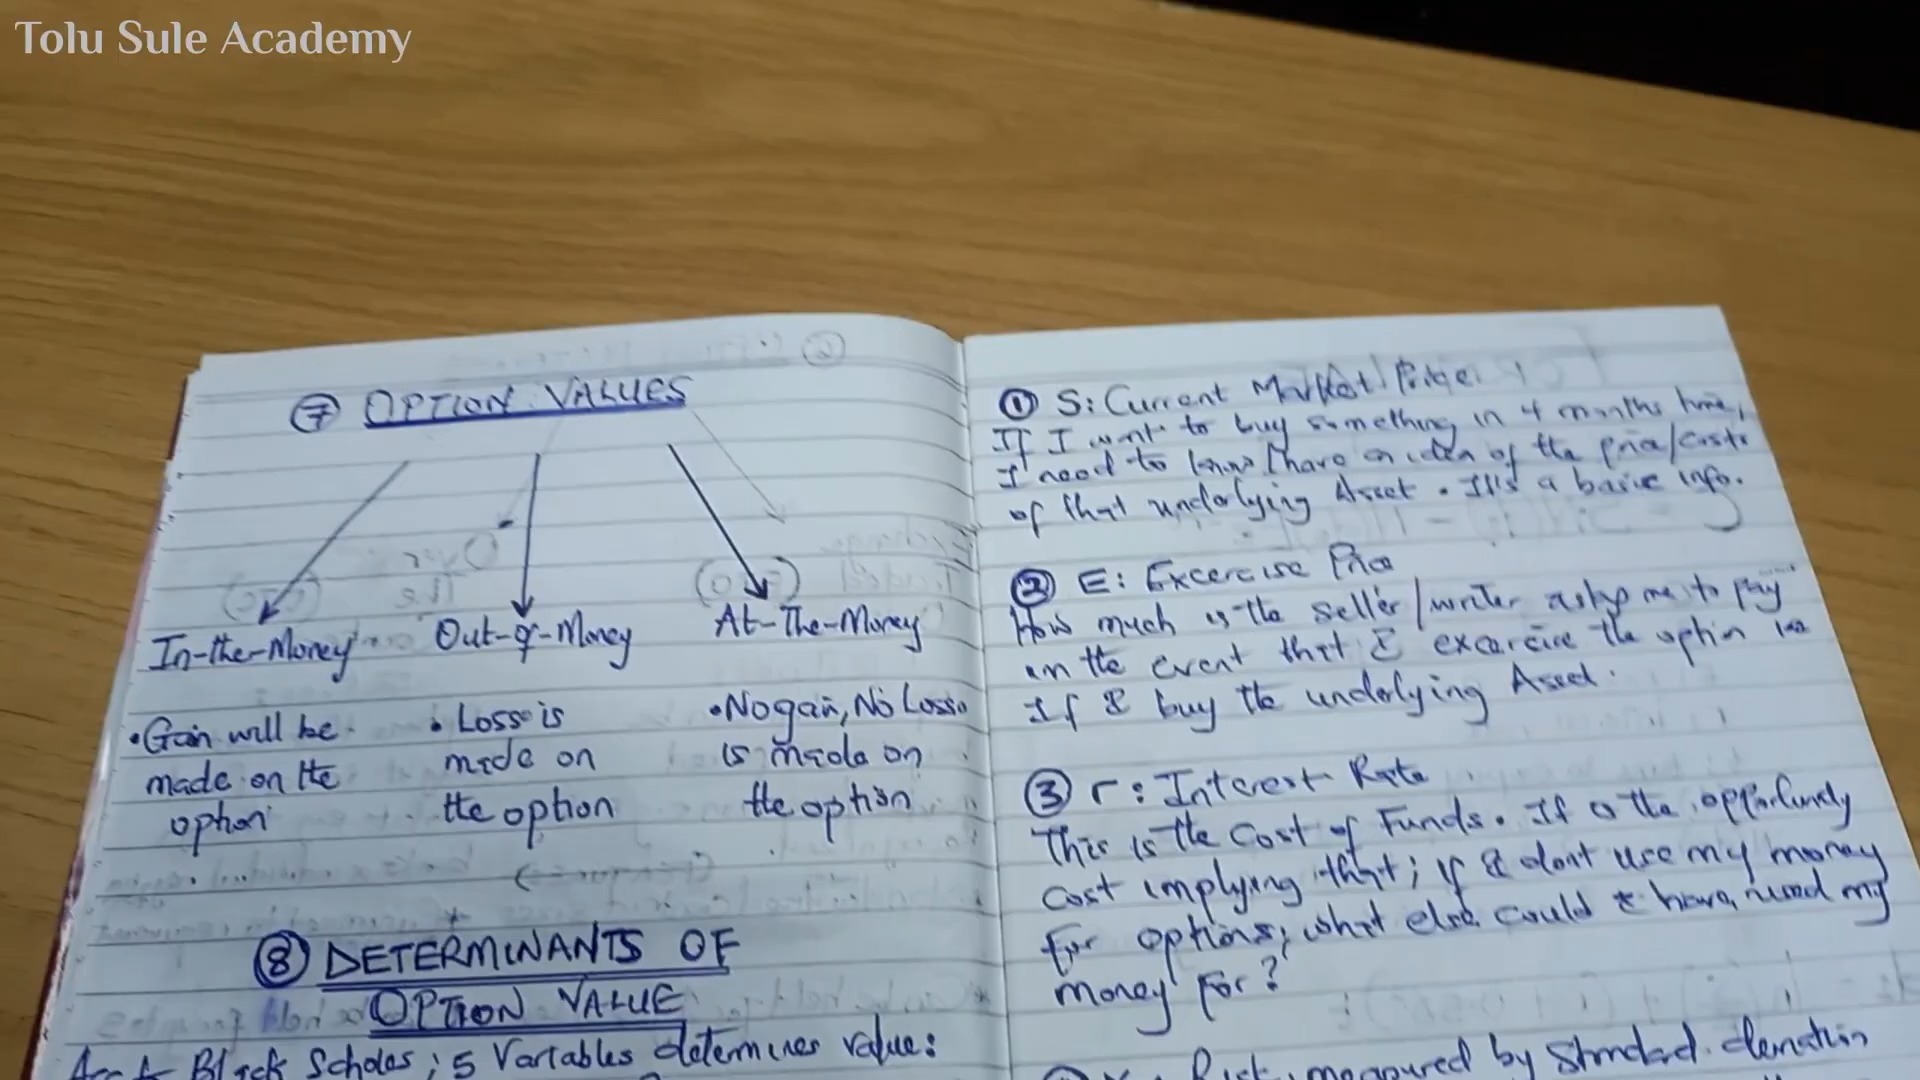 Tolu Sule Academy
⑦ OPTION VALUES
In-the-Money
Out-of-Money
At-The-Money
• Gain will be
made on the
option
• Loss is
made on
the option
• No gain, No Loss
is made on
the option
⑧ DETERMINANTS OF
OPTION VALUE
Black Scholes; 5 Variables determines value:
① S: Current Market Price
If I want to buy something in 4 months time,
I need to know/have an idea of the price/costs
of that underlying Asset. It's a basic info.
② E: Excercise Price
How much is the seller/writer asking me to pay
in the event that I excercise the option
If I buy the underlying Asset.
③ r: Interest Rate
This is the Cost of Funds. It is the opportunity
cost implying that; if I dont use my money
for options, what else could I have used my
money for?
Risk, measured by Standard deviation